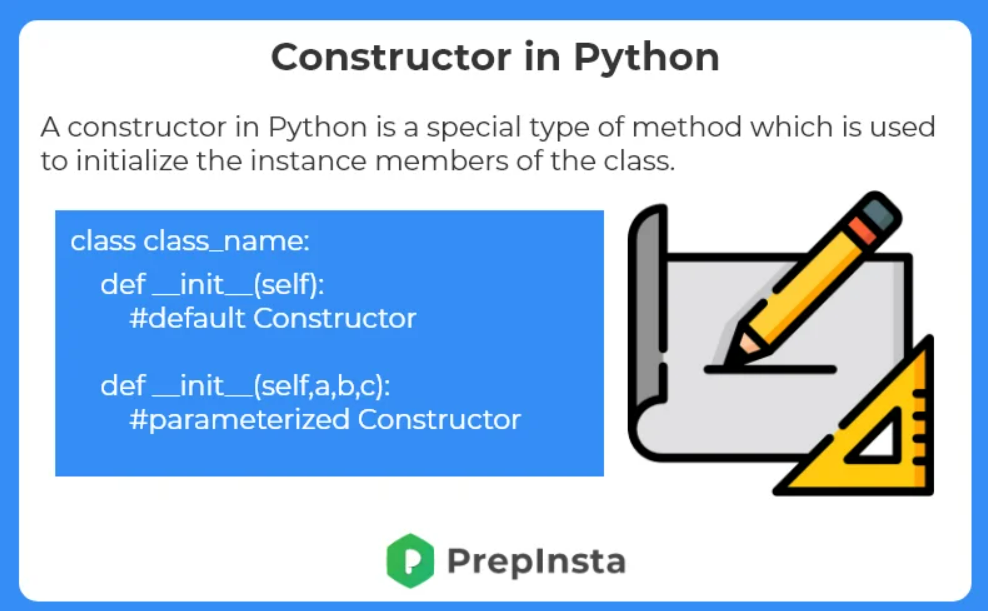 Constructor in Python
A constructor in Python is a special type of method which is used
to initialize the instance members of the class.
class class_name:
def __init__(self):
#default Constructor
def __init__(self,a,b,c):
#parameterized Constructor
PrepInsta